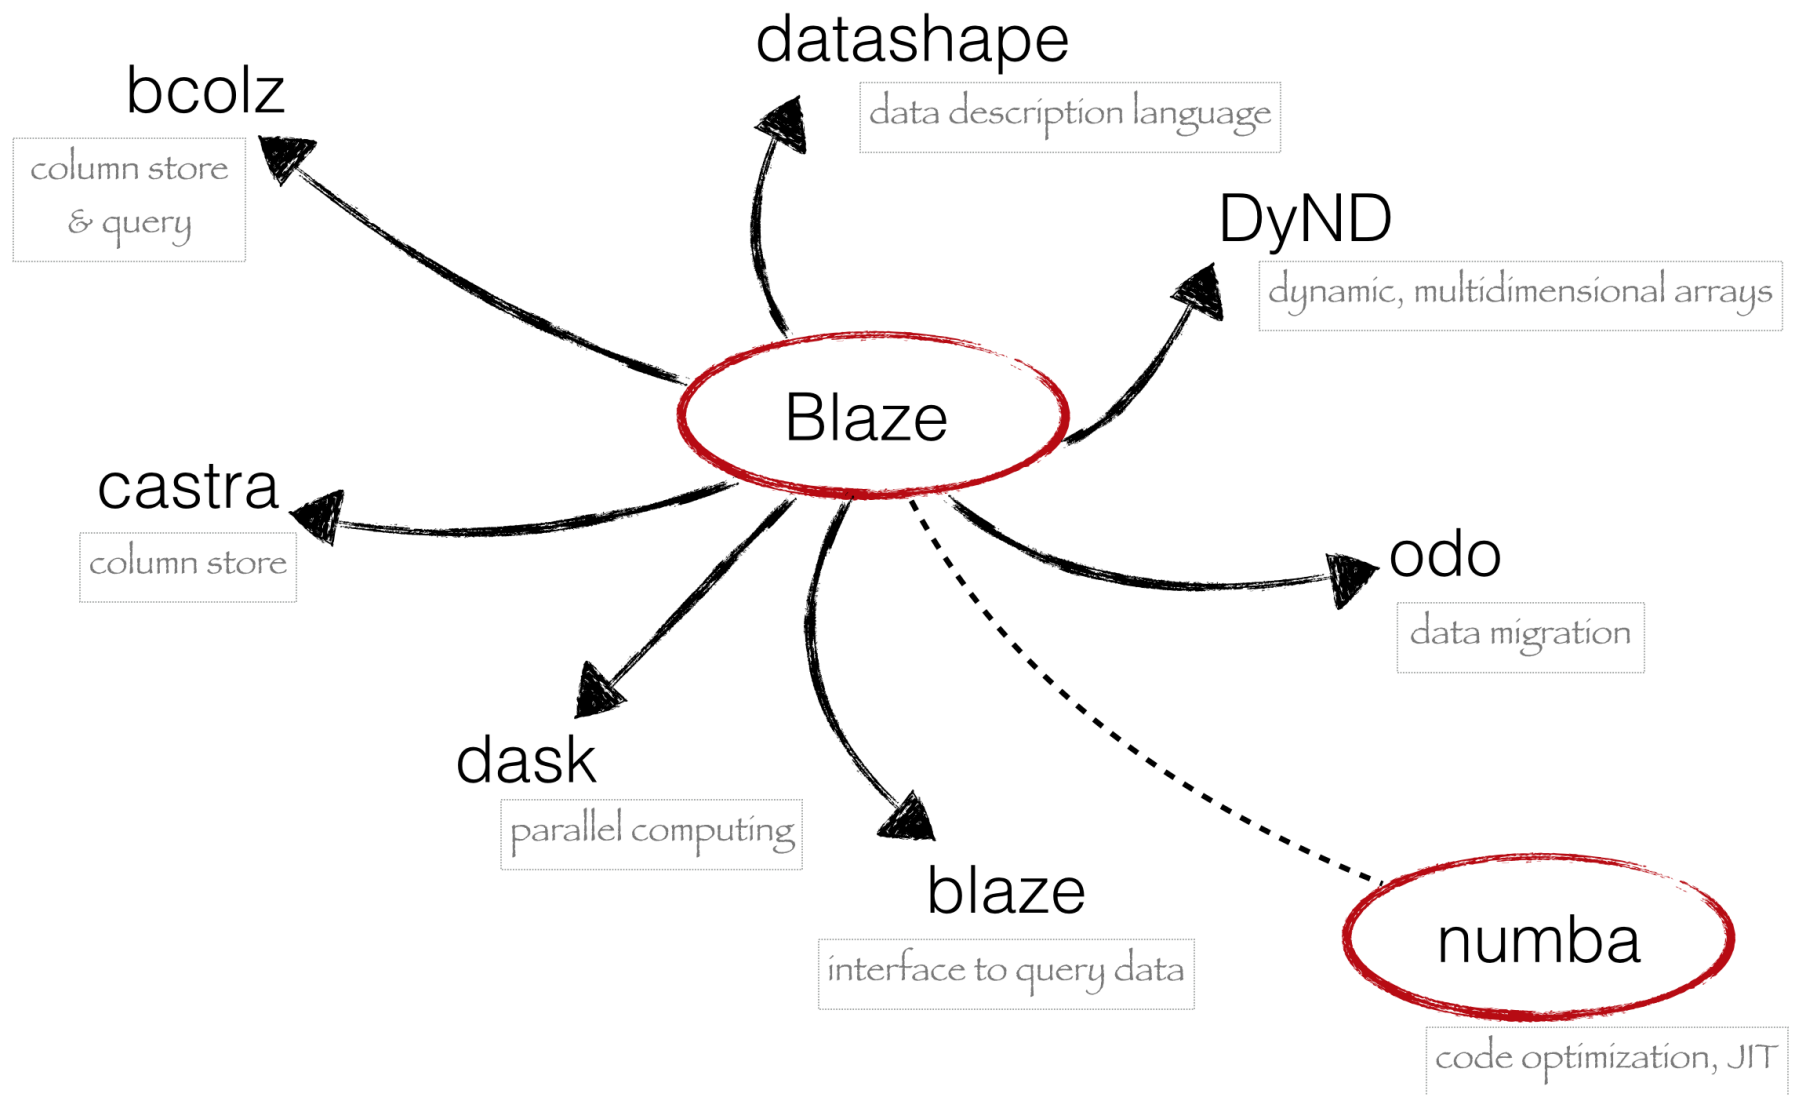 datashape
data description language
bcolz
column store
& query
DyND
dynamic, multidimensional arrays
Blaze
castra
column store
odo
data migration
dask
parallel computing
blaze
interface to query data
numba
code optimization, JIT